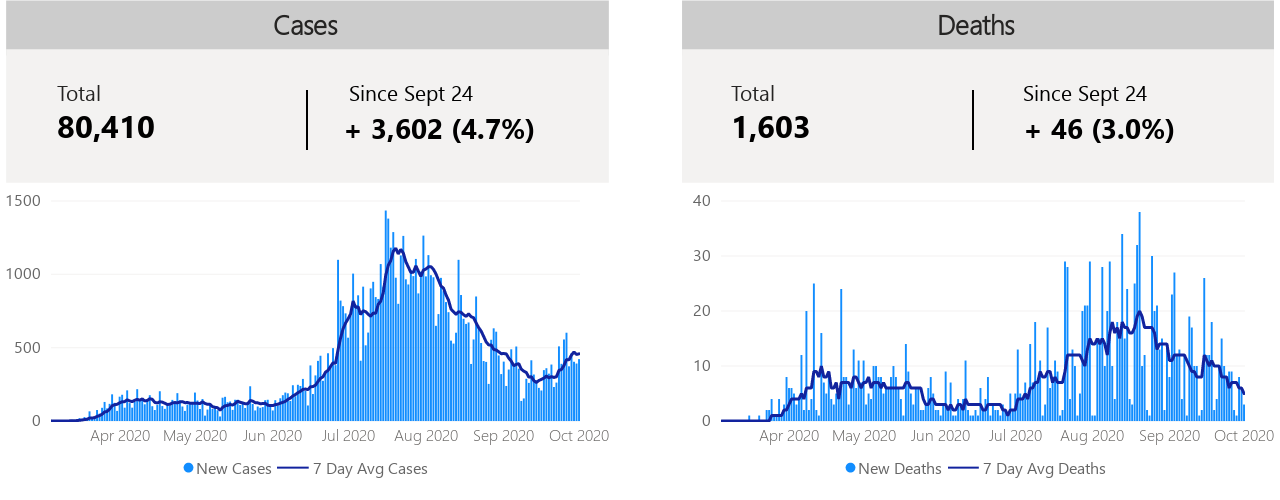 Cases
Total
Since Sept 24
80,410
+ 3,602 (4.7%)
1500
1000
500
0
Apr 2020 May 2020 Jun 2020 Jul 2020 Aug 2020 Sep 2020 Oct 2020
New Cases 7 Day Avg Cases
Deaths
Total
Since Sept 24
1,603
+ 46 (3.0%)
40
30
20
10
0
Apr 2020 May 2020 Jun 2020 Jul 2020 Aug 2020 Sep 2020 Oct 2020
New Deaths 7 Day Avg Deaths